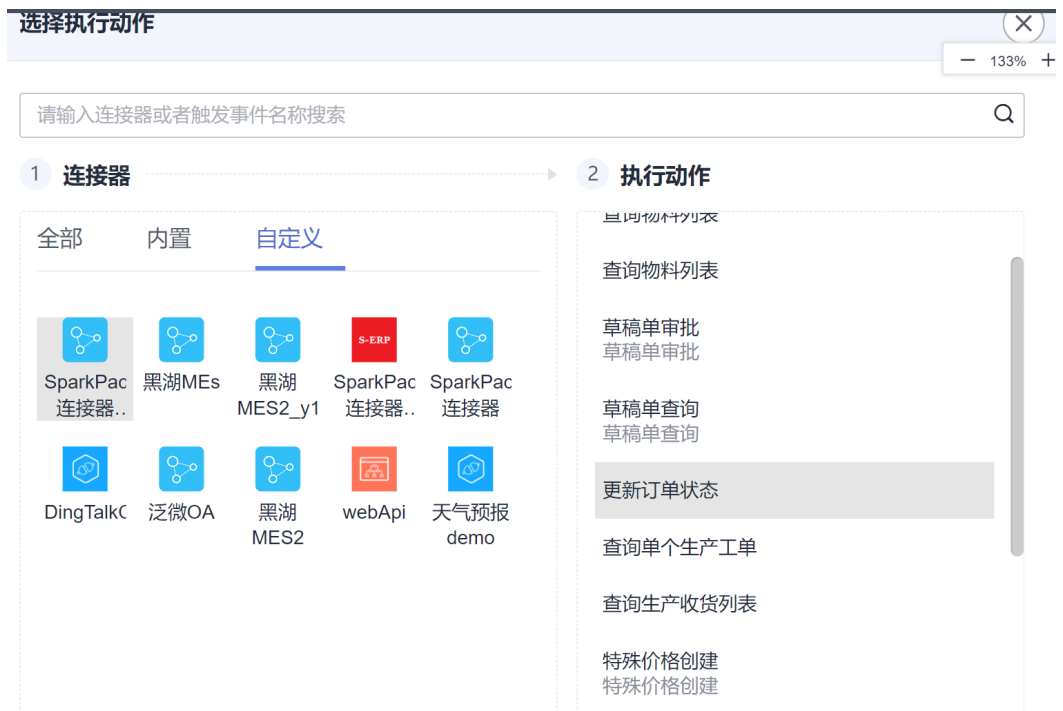 选择执行动作
133%
请输入连接器或者触发事件名称搜索
1 连接器
2 执行动作
全部 内置 自定义
SparkPac
连接器..
黑湖MEs
黑湖
MES2_y1
S-ERP
SparkPac
连接器..
SparkPac
连接器
DingTalkC
泛微OA
黑湖
MES2
webApi
天气预报
demo
查询物料列表
查询物料列表
草稿单审批
草稿单审批
草稿单查询
草稿单查询
更新订单状态
查询单个生产工单
查询生产收货列表
特殊价格创建
特殊价格创建